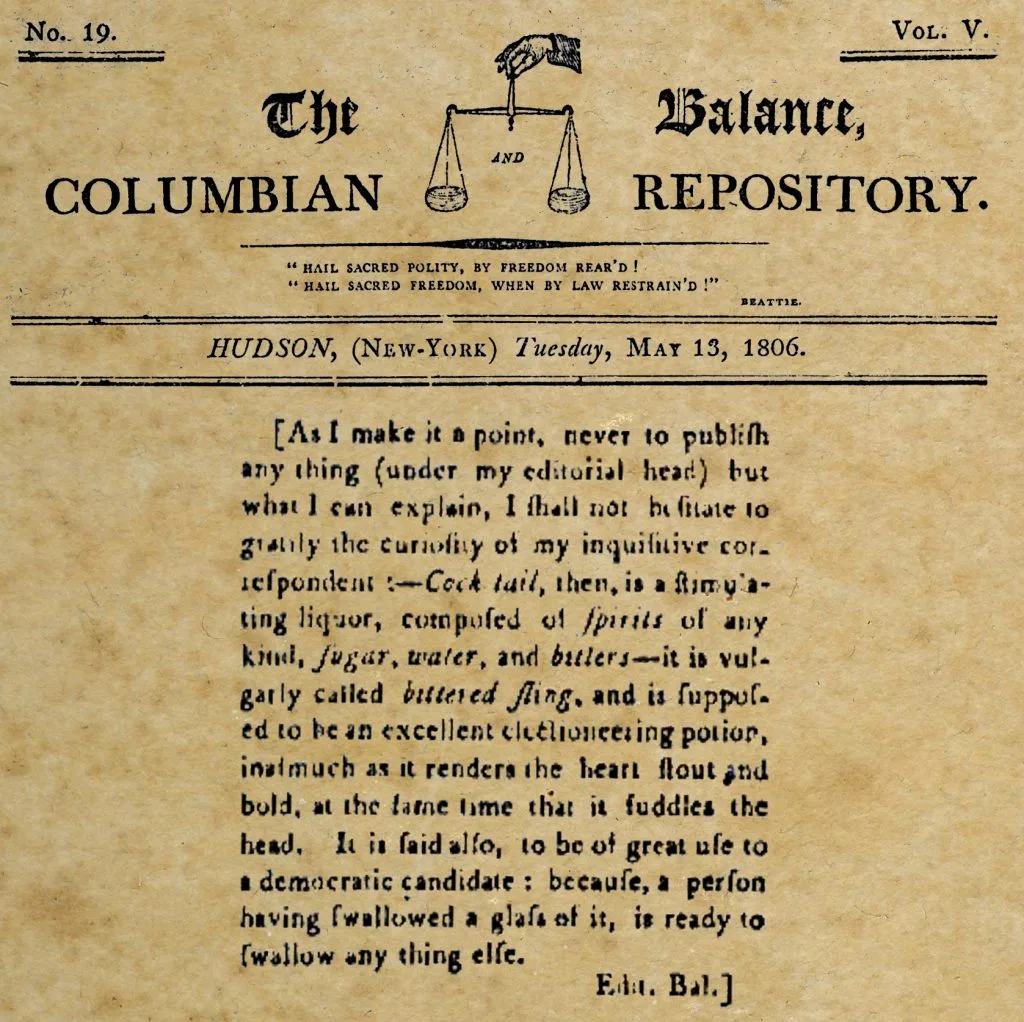 No. 19.
VOL. V.
The Balance,
AND
COLUMBIAN REPOSITORY.
“ HAIL SACRED POLITY, BY FREEDOM REAR'D !
“ HAIL SACRED FREEDOM, WHEN BY LAW RESTRAIN'D !”
BEATTIE.
HUDSON, (NEW-YORK) Tuesday, MAY 13, 1806.
[As I make it a point, never to publiſh
any thing (under my editorial head) but
what I can explain, I ſhall not heſitate to
gratify the curioſity of my inquiſitive cor-
reſpondent :—Cock tail, then, is a ſtimula-
ting liquor, compoſed of ſpirits of any
kind, ſugar, water, and bitters—it is vul-
garly called bittered ſling, and is ſuppoſ-
ed to be an excellent electioneering potion,
inaſmuch as it renders the heart ſtout and
bold, at the ſame time that it fuddles the
head. It is ſaid alſo, to be of great uſe to
a democratic candidate : becauſe, a perſon
having ſwallowed a glaſs of it, is ready to
ſwallow any thing elſe.
Edit. Bal.]